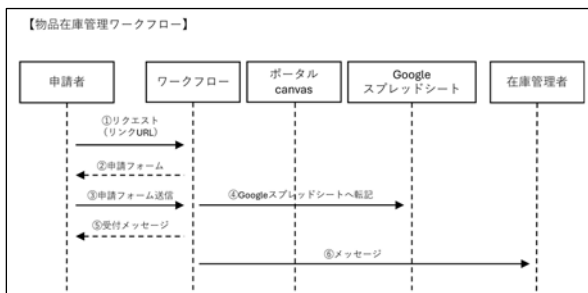 【物品在庫管理ワークフロー】
申請者
ワークフロー
ポータル
canvas
Google
スプレッドシート
在庫管理者
①リクエスト
（リンクURL）
②申請フォーム
③申請フォーム送信
④Googleスプレッドシートへ転記
⑤受付メッセージ
⑥メッセージ